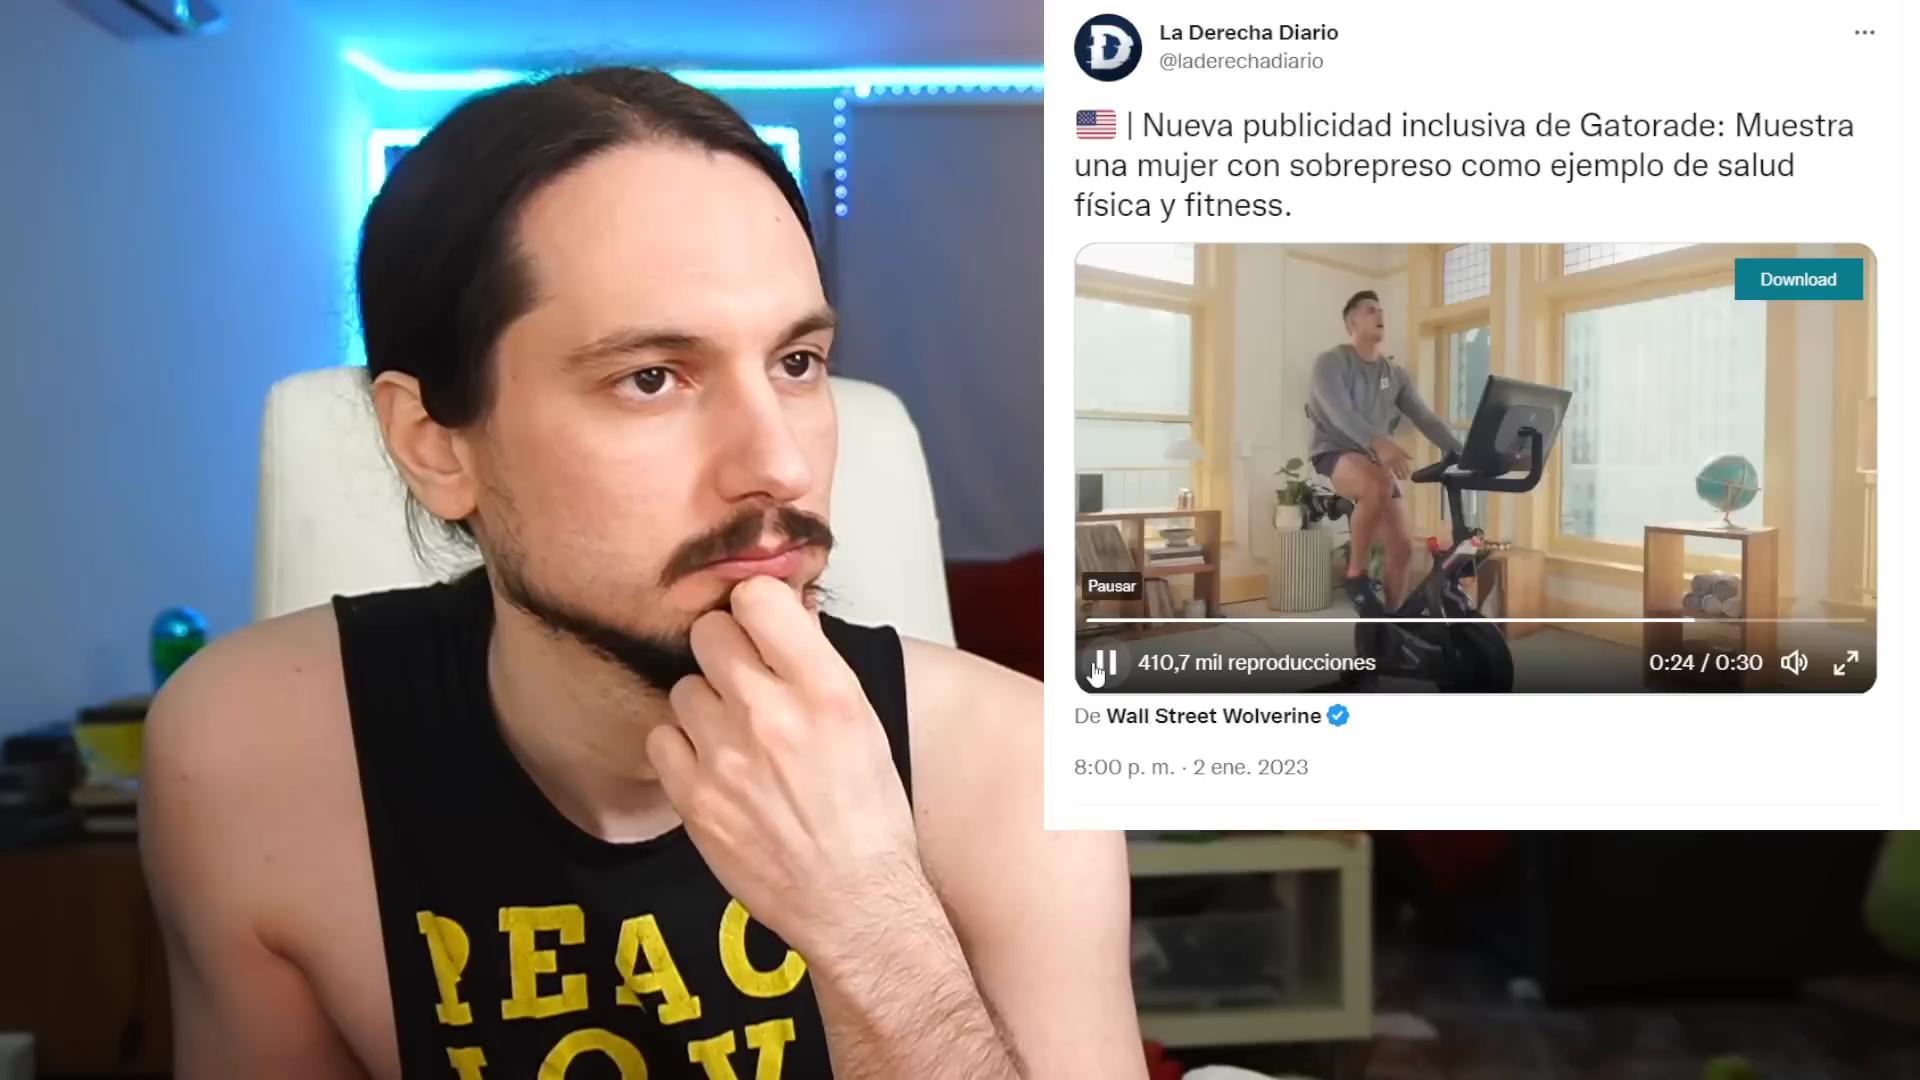 La Derecha Diario
@laderechadiario
| Nueva publicidad inclusiva de Gatorade: Muestra
una mujer con sobrepreso como ejemplo de salud
física y fitness.
Download
Pausar
410,7 mil reproducciones
0:24 / 0:30
De Wall Street Wolverine
8:00 p. m. · 2 ene. 2023
PEAC
LOV